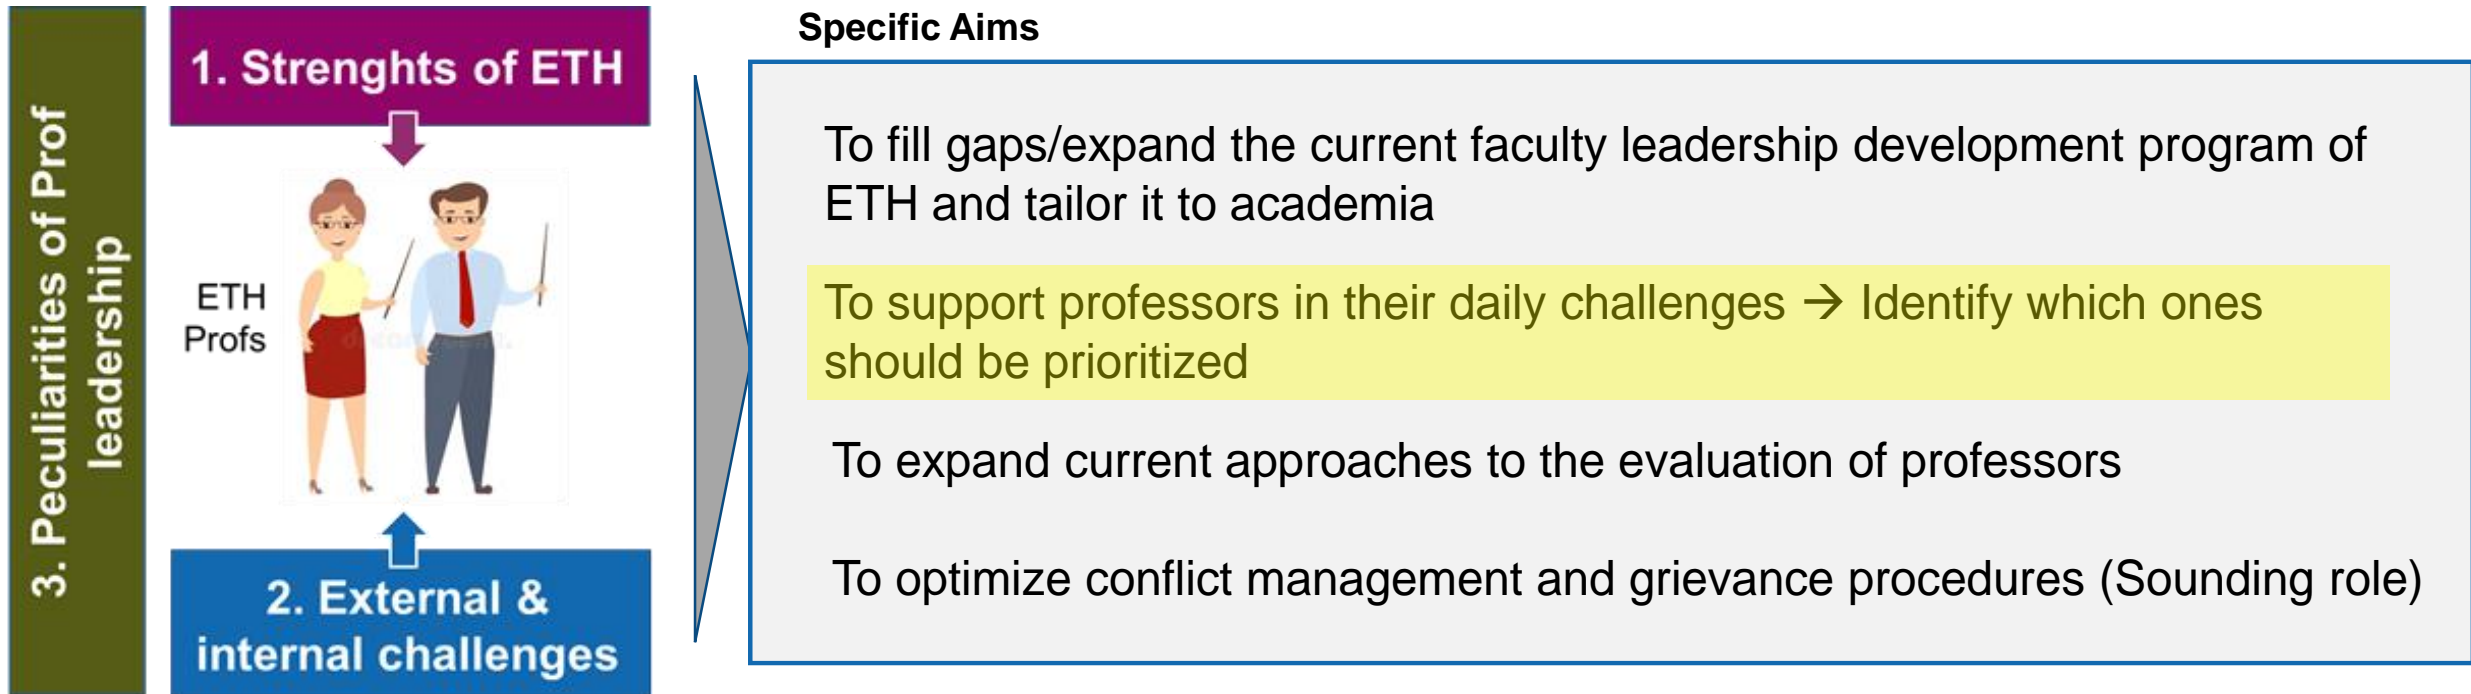 3. Peculiarities of Prof
leadership
1. Strenghts of ETH
ETH
Profs
2. External &
internal challenges
Specific Aims
To fill gaps/expand the current faculty leadership development program of
ETH and tailor it to academia
To support professors in their daily challenges → Identify which ones
should be prioritized
To expand current approaches to the evaluation of professors
To optimize conflict management and grievance procedures (Sounding role)